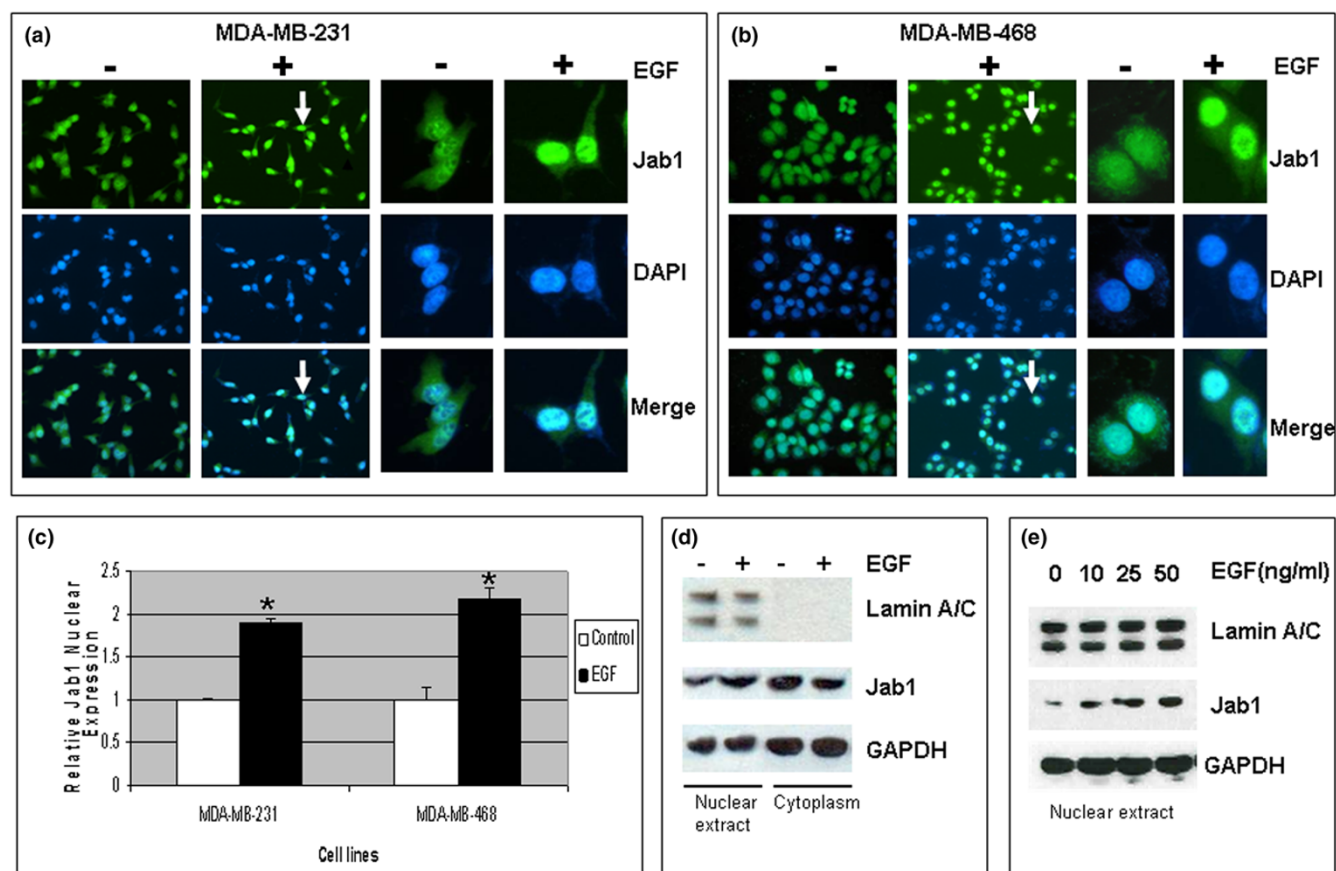 (a)
MDA-MB-231
- + - + EGF
Jab1
DAPI
Merge
(b)
MDA-MB-468
- + - + EGF
Jab1
DAPI
Merge
(c)
Relative Jab1 Nuclear
Expression
2.5
2
1.5
1
0.5
0
*
*
Control
EGF
MDA-MB-231
MDA-MB-468
Cell lines
(d)
- + - + EGF
Lamin A/C
Jab1
GAPDH
Nuclear extract
Cytoplasm
(e)
0 10 25 50 EGF(ng/ml)
Lamin A/C
Jab1
GAPDH
Nuclear extract